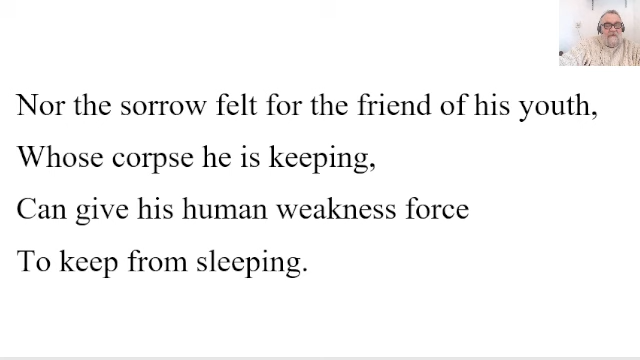 Nor the sorrow felt for the friend of his youth,
Whose corpse he is keeping,
Can give his human weakness force
To keep from sleeping.